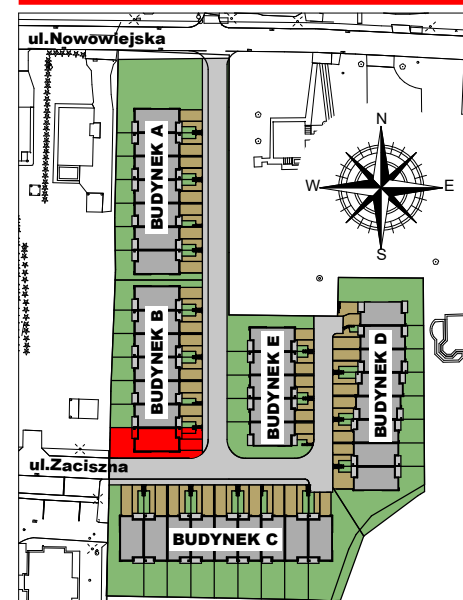 ul.Nowowiejska
BUDYNEK A
N
W
E
S
BUDYNEK B
BUDYNEK E
BUDYNEK D
ul.Zaciszna
BUDYNEK C